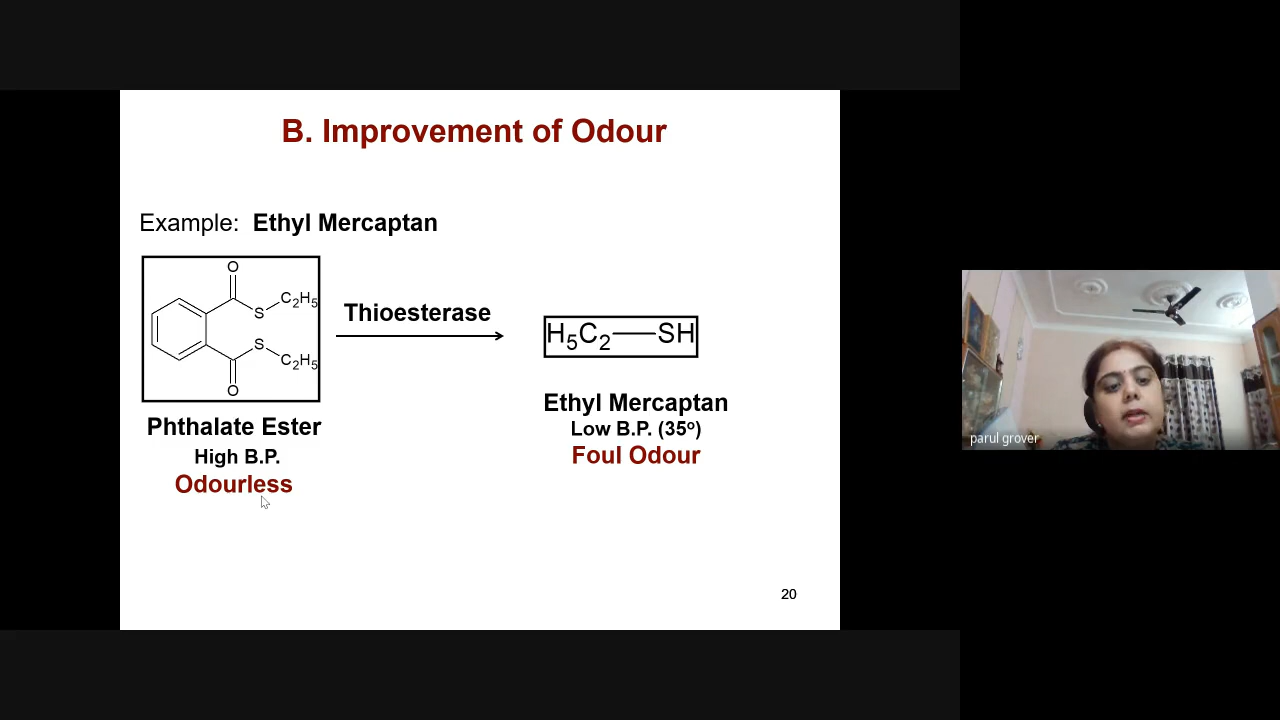 B. Improvement of Odour
Example: Ethyl Mercaptan
O
S
C2H5
S
C2H5
O
Thioesterase
H5C2—SH
Phthalate Ester
High B.P.
Odourless
Ethyl Mercaptan
Low B.P. (35º)
Foul Odour
20
parul grover